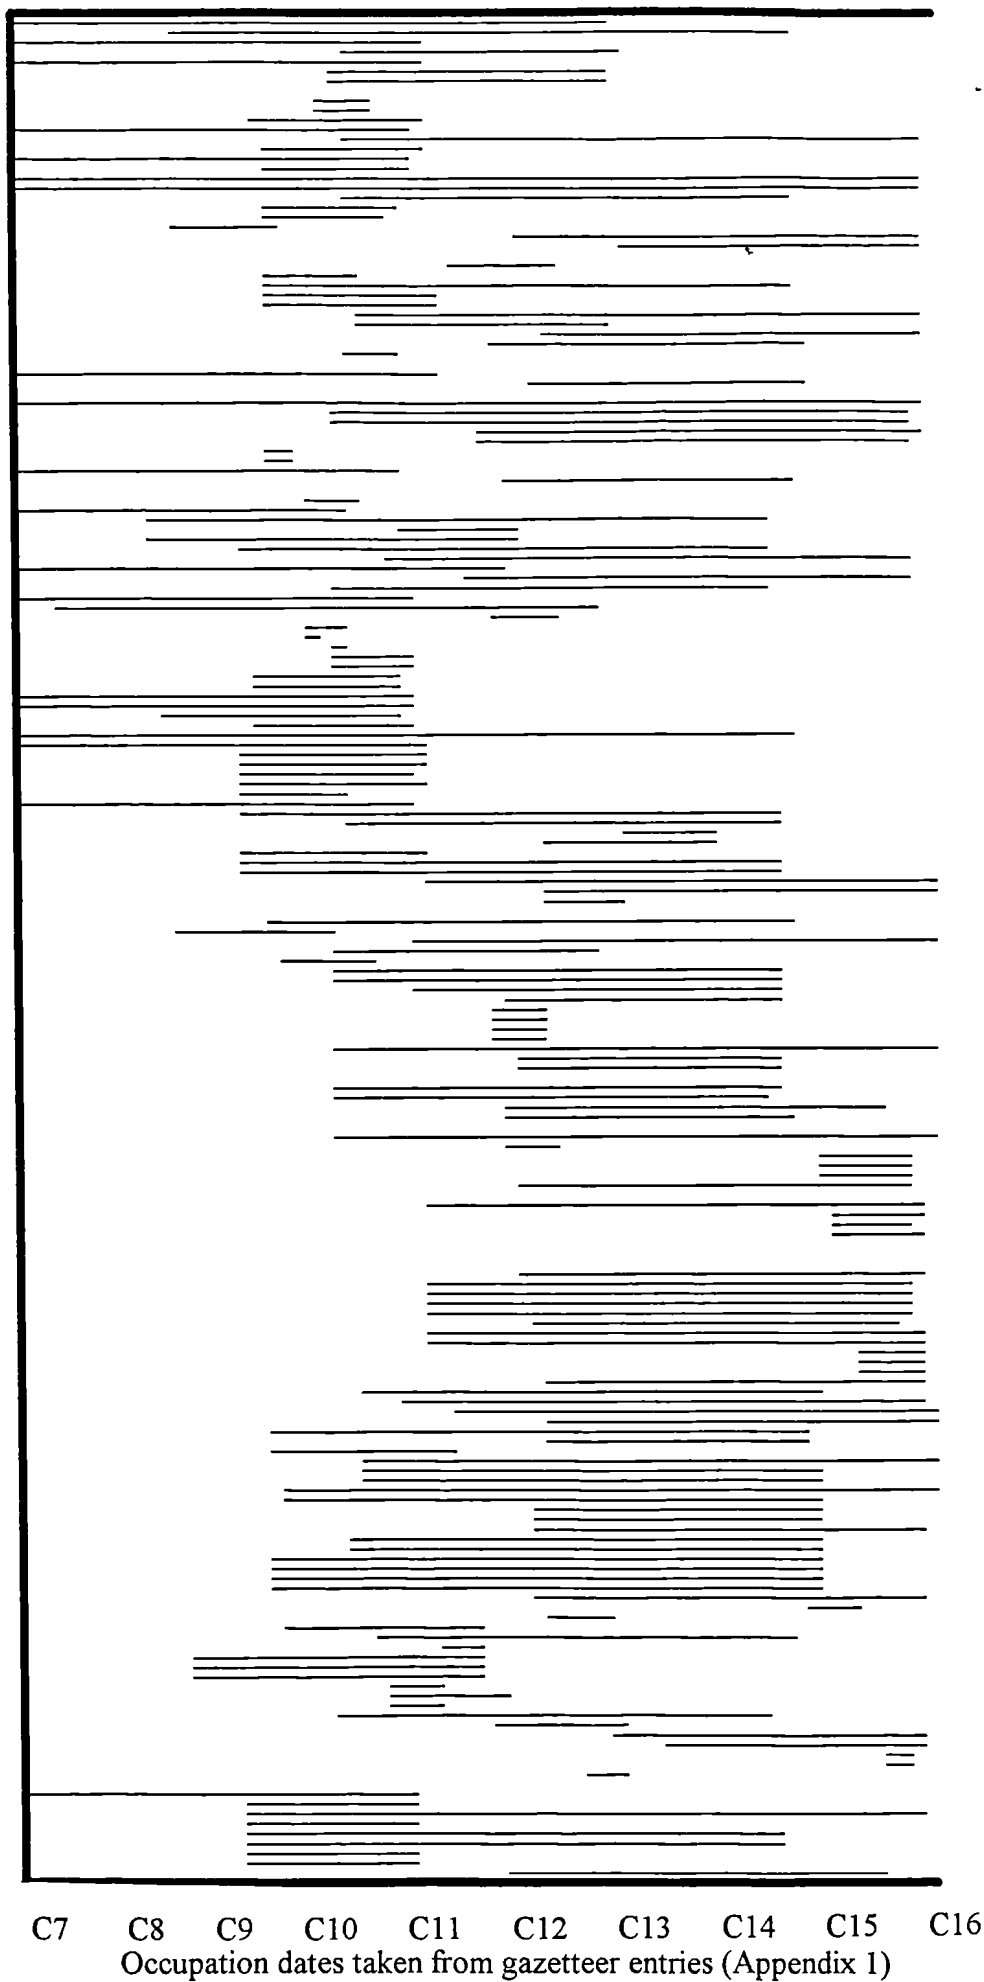 C7 C8 C9 C10 C11 C12 C13 C14 C15 C16
Occupation dates taken from gazetteer entries (Appendix 1)